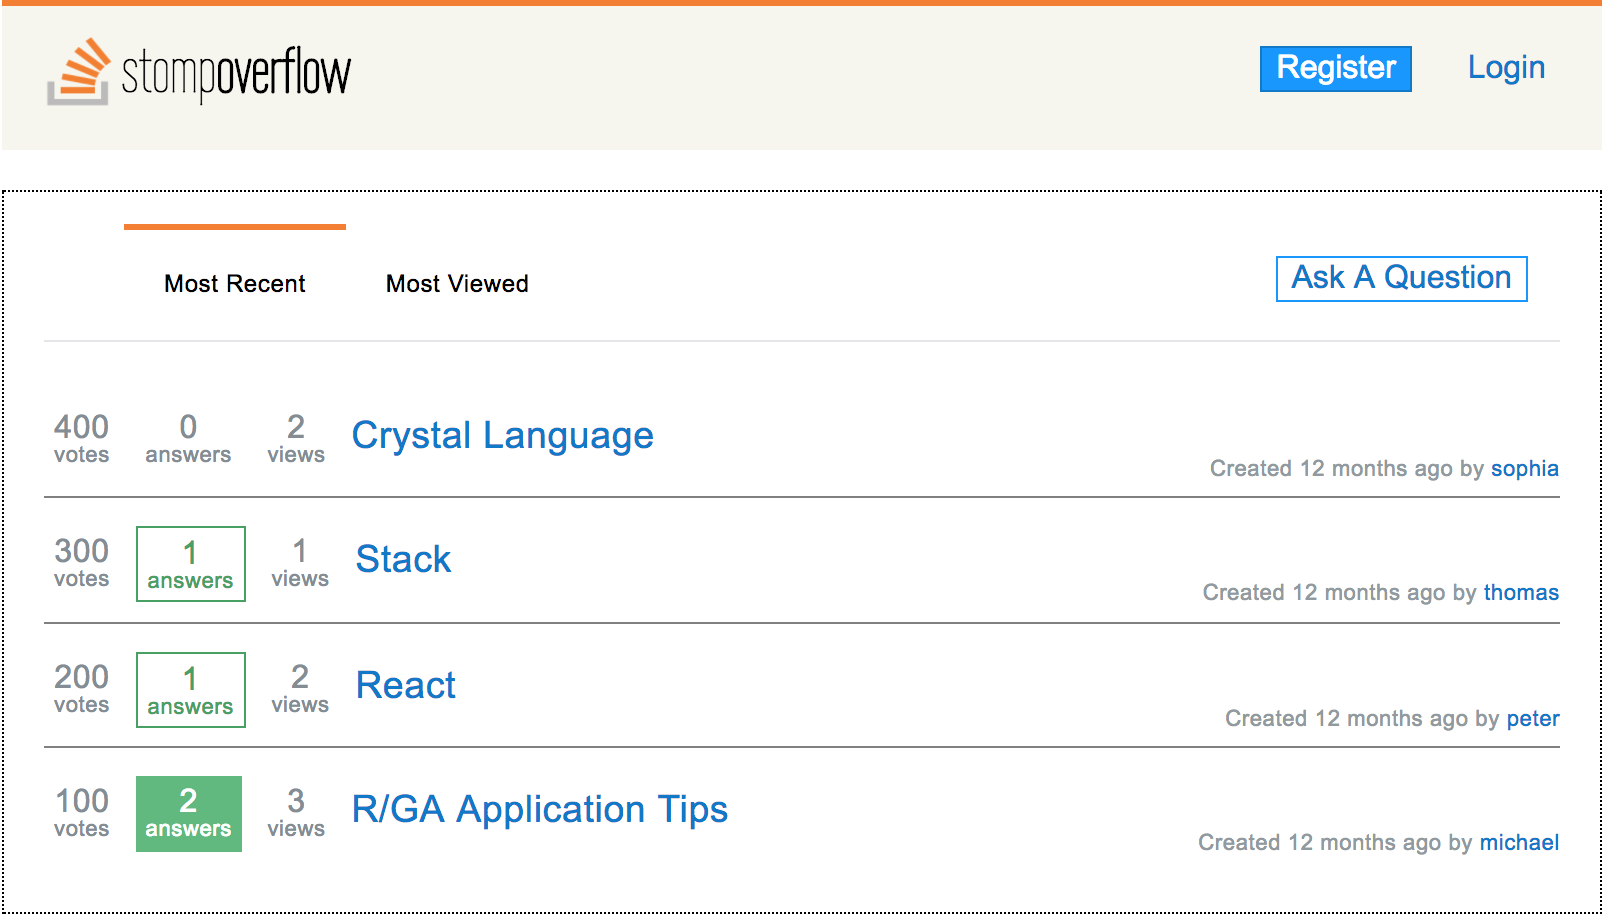 stompoverflow
Register Login
Most Recent Most Viewed Ask A Question
400 0 2 Crystal Language
votes answers views
Created 12 months ago by sophia
300 1 1 Stack
votes answers views
Created 12 months ago by thomas
200 1 2 React
votes answers views
Created 12 months ago by peter
100 2 3 R/GA Application Tips
votes answers views
Created 12 months ago by michael